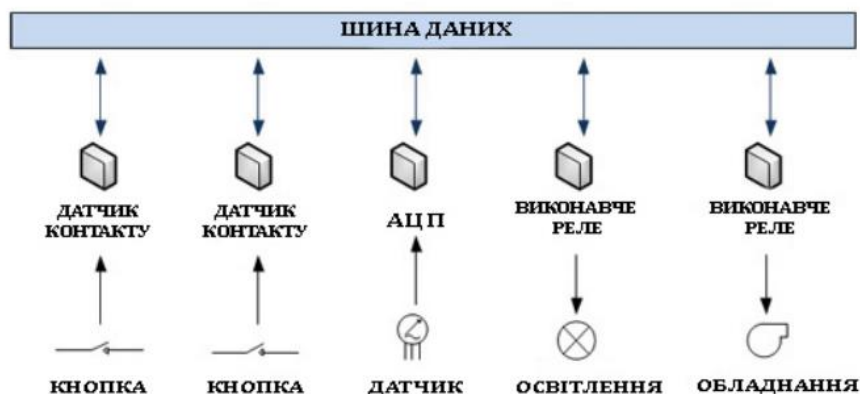 ШИНА ДАНИХ
ДАТЧИК КОНТАКТУ
ДАТЧИК КОНТАКТУ
АЦП
ВИКОНАВЧЕ РЕЛЕ
ВИКОНАВЧЕ РЕЛЕ
КНОПКА
КНОПКА
ДАТЧИК
ОСВІТЛЕННЯ
ОБЛАДНАННЯ